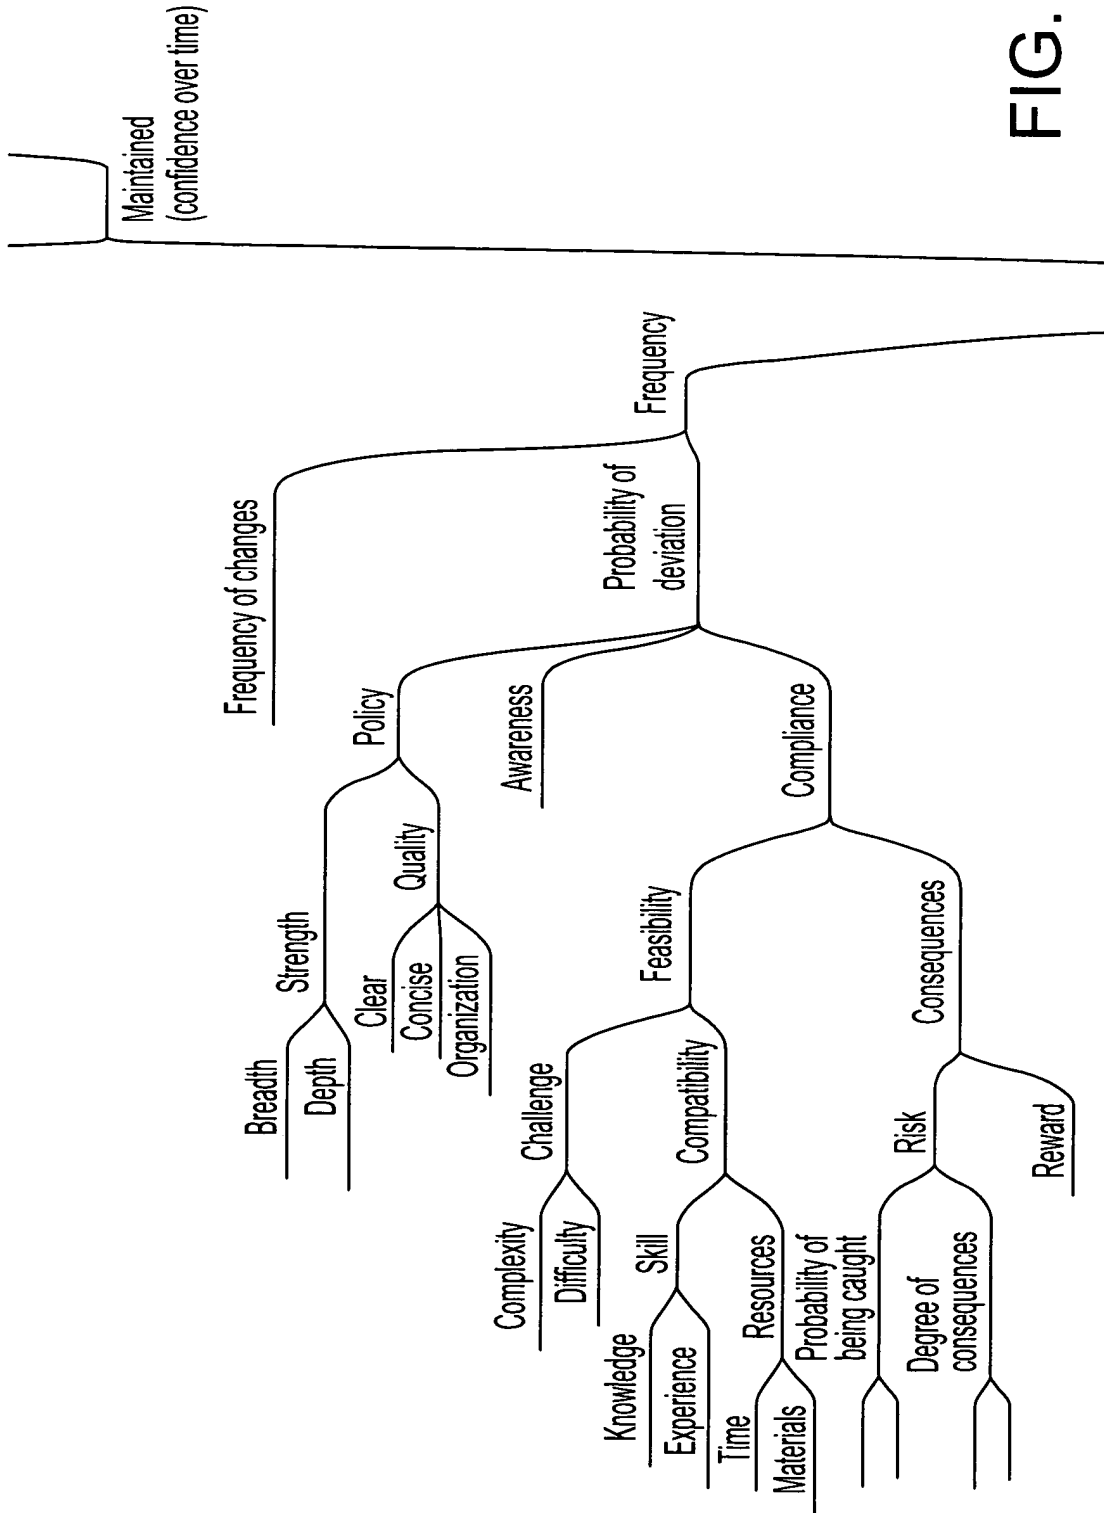 Maintained
(confidence over time)
Frequency
Frequency of changes
Probability of
deviation
Policy
Strength
Breadth
Depth
Quality
Clear
Concise
Organization
Awareness
Compliance
Feasibility
Challenge
Complexity
Difficulty
Compatibility
Skill
Knowledge
Experience
Resources
Time
Materials
Consequences
Risk
Probability of
being caught
Degree of
consequences
Reward
FIG.